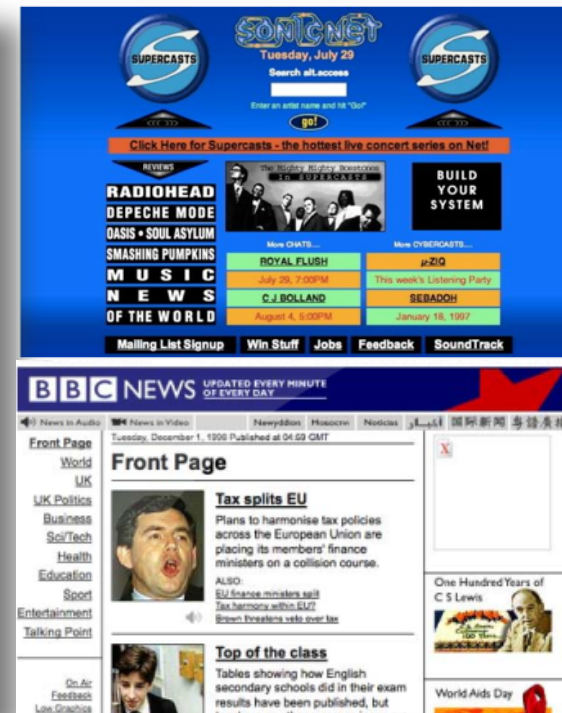 SUPERCASTS
SONICNET
SUPERCASTS
Tuesday, July 29
Search alt.access
Enter an artist name and hit "Go!"
go!
Click Here for Supercasts - the hottest live concert series on Net!
REVIEWS
RADIOHEAD
DEPECHE MODE
OASIS • SOUL ASYLUM
SMASHING PUMPKINS
MUSIC
NEWS
OF THE WORLD
The Mighty Mighty Bosstones
In SUPERCASTS
BUILD
YOUR
SYSTEM
More CHATS....
ROYAL FLUSH
July 29, 7:00PM
C J BOLLAND
August 4, 5:00PM
More CYBERCASTS....
µ-ZIQ
This week's Listening Party
SEBADOH
January 18, 1997
Mailing List Signup Win Stuff Jobs Feedback SoundTrack
BBC NEWS UPDATED EVERY MINUTE
OF EVERY DAY
News in Audio News in Video Newyddion Новости Noticias 国际新闻
Front Page
World
UK
UK Politics
Business
Sci/Tech
Health
Education
Sport
Entertainment
Talking Point
On Air
Feedback
Low Graphics
Tuesday, December 1, 1998 Published at 04:59 GMT
Front Page
Tax splits EU
Plans to harmonise tax policies
across the European Union are
placing its members' finance
ministers on a collision course.
ALSO:
EU finance ministers split
Tax harmony within EU?
Brown threatens veto over tax
Top of the class
Tables showing how English
secondary schools did in their exam
results have been published, but
One Hundred Years of
C S Lewis
World Aids Day